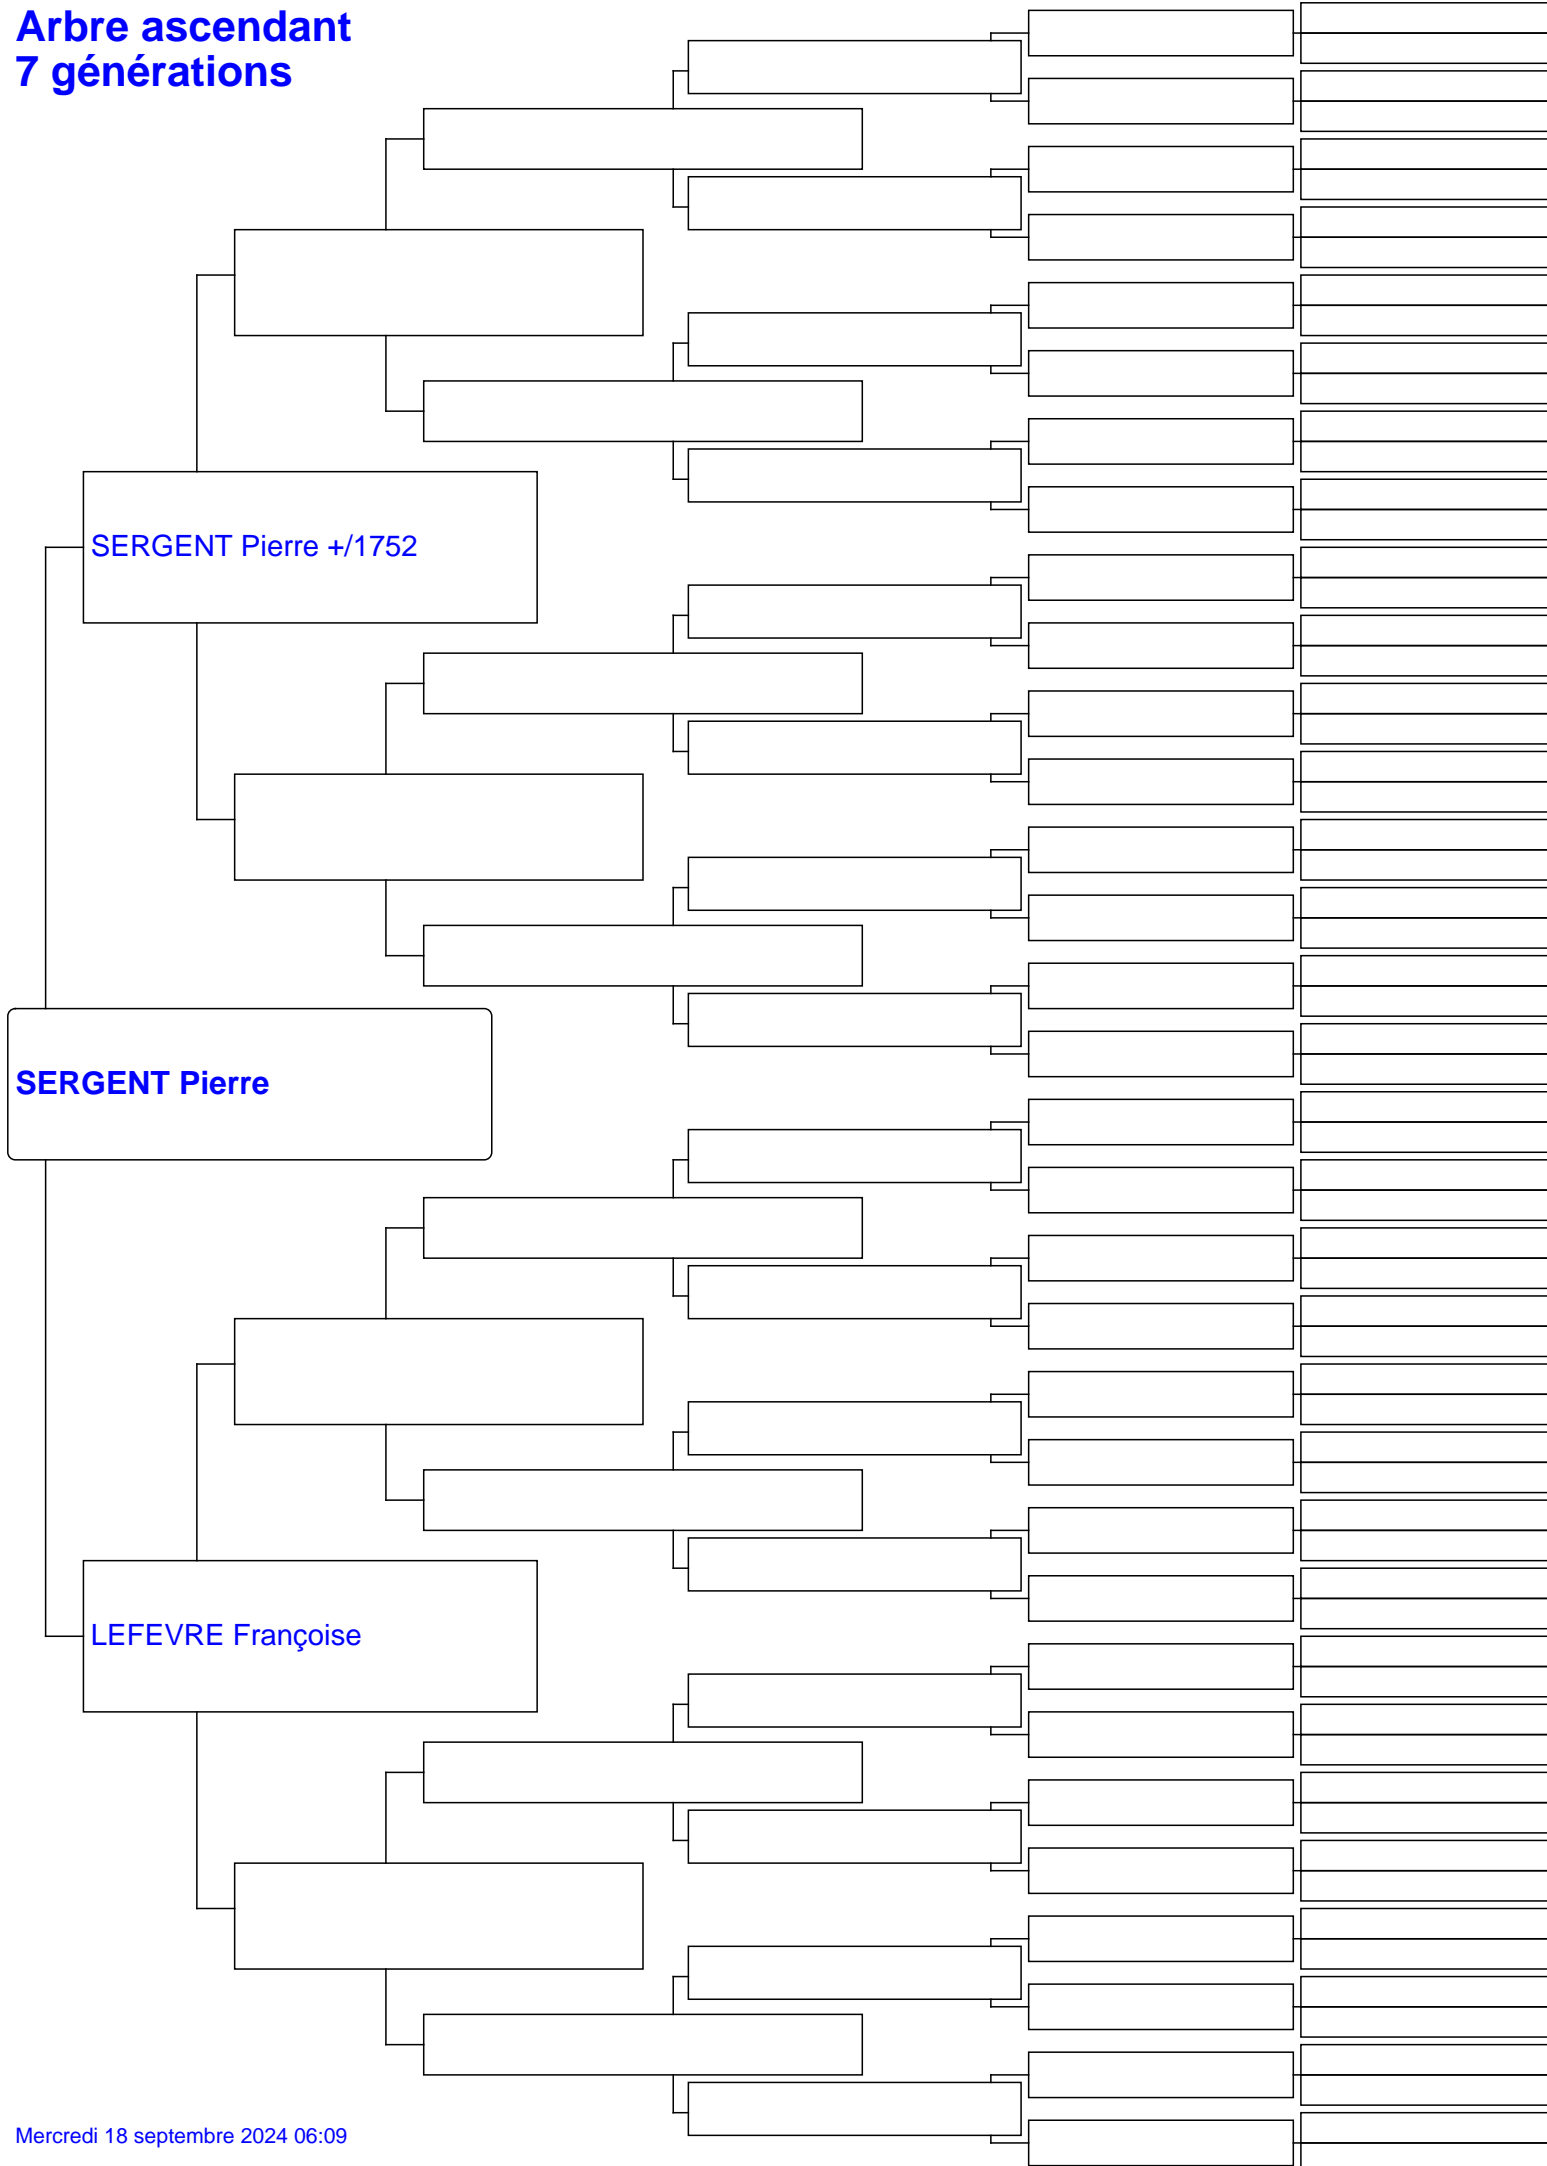 Arbre ascendant
7 générations
SERGENT Pierre +/1752
SERGENT Pierre
LEFEVRE Françoise
Mercredi 18 septembre 2024 06:09